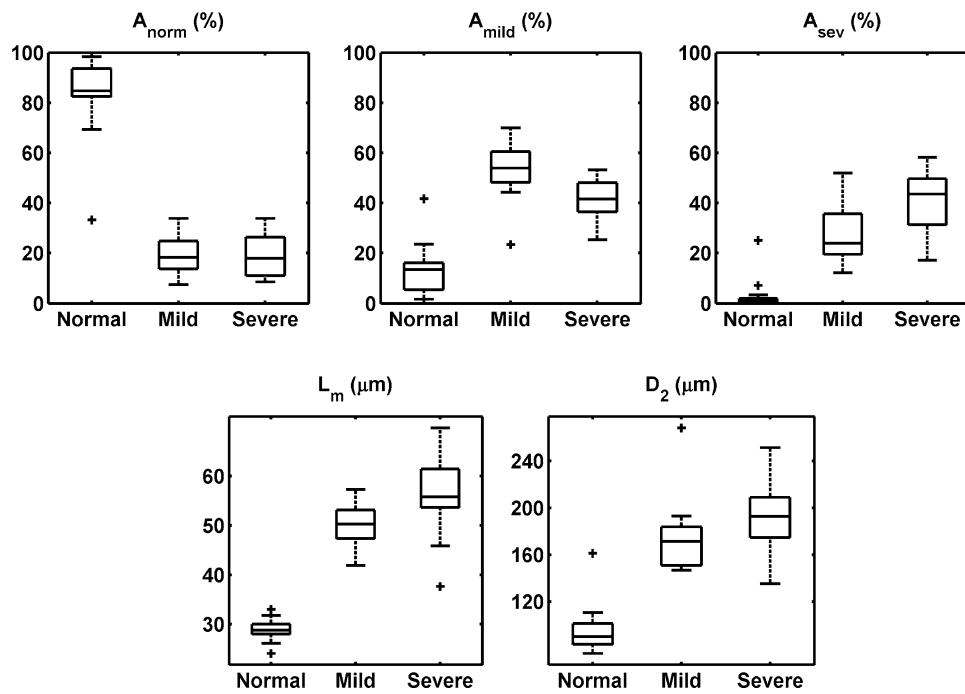 A_norm (%)
A_mild (%)
A_sev (%)
100
80
60
40
20
0
Normal Mild Severe
100
80
60
40
20
0
Normal Mild Severe
100
80
60
40
20
0
Normal Mild Severe
L_m (μm)
D_2 (μm)
60
50
40
30
Normal Mild Severe
240
200
160
120
Normal Mild Severe